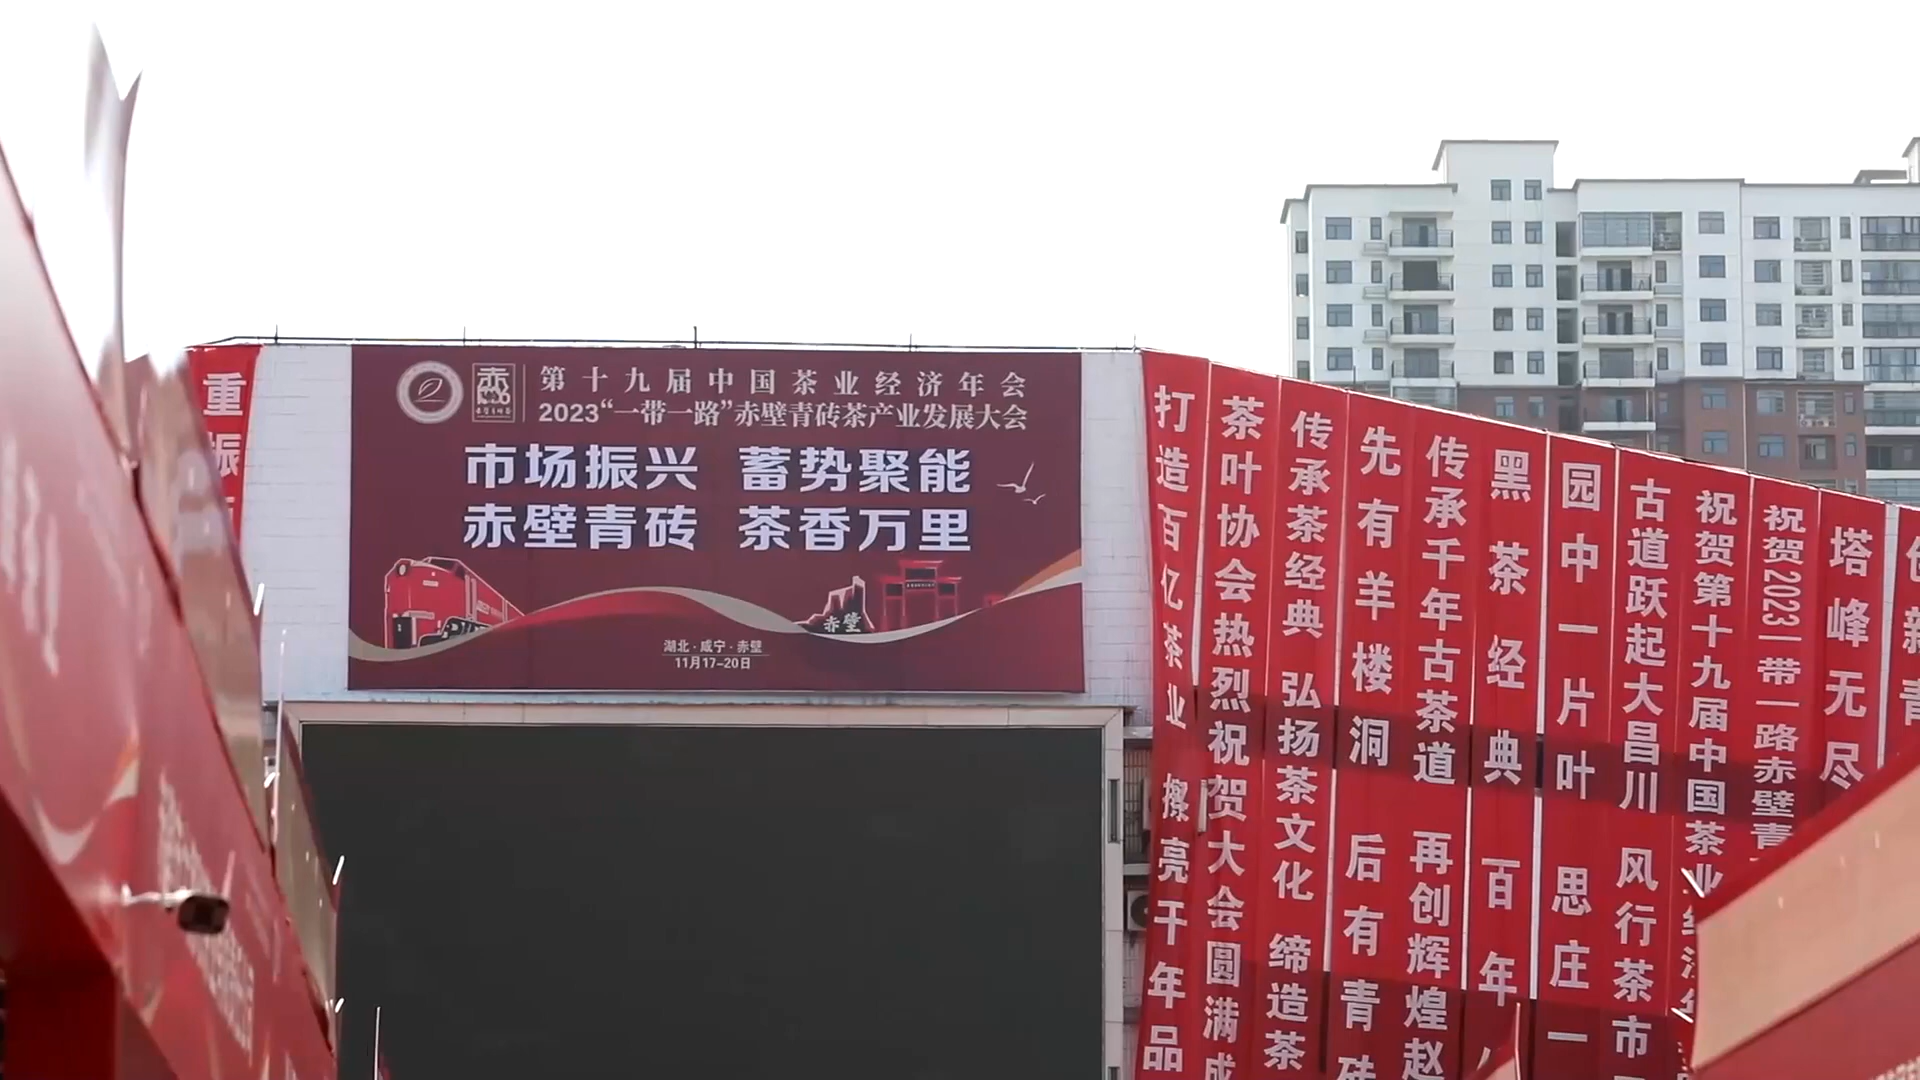 重振
赤壁
第十九届中国茶业经济年会
2023“一带一路”赤壁青砖茶产业发展大会
市场振兴 蓄势聚能
赤壁青砖 茶香万里
赤壁
湖北·咸宁·赤壁
11月17-20日
打造百亿茶业 擦亮千年品
茶叶协会热烈祝贺大会圆满成
传承茶经典 弘扬茶文化 缔造茶
先有羊楼洞 后有青砖
传承千年古茶道 再创辉煌赵
黑茶经典 百年
园中一片叶 思庄一
古道跃起大昌川 风行茶市
祝贺第十九届中国茶业经济年
祝贺2023一带一路赤壁青
塔峰无尽
创新青